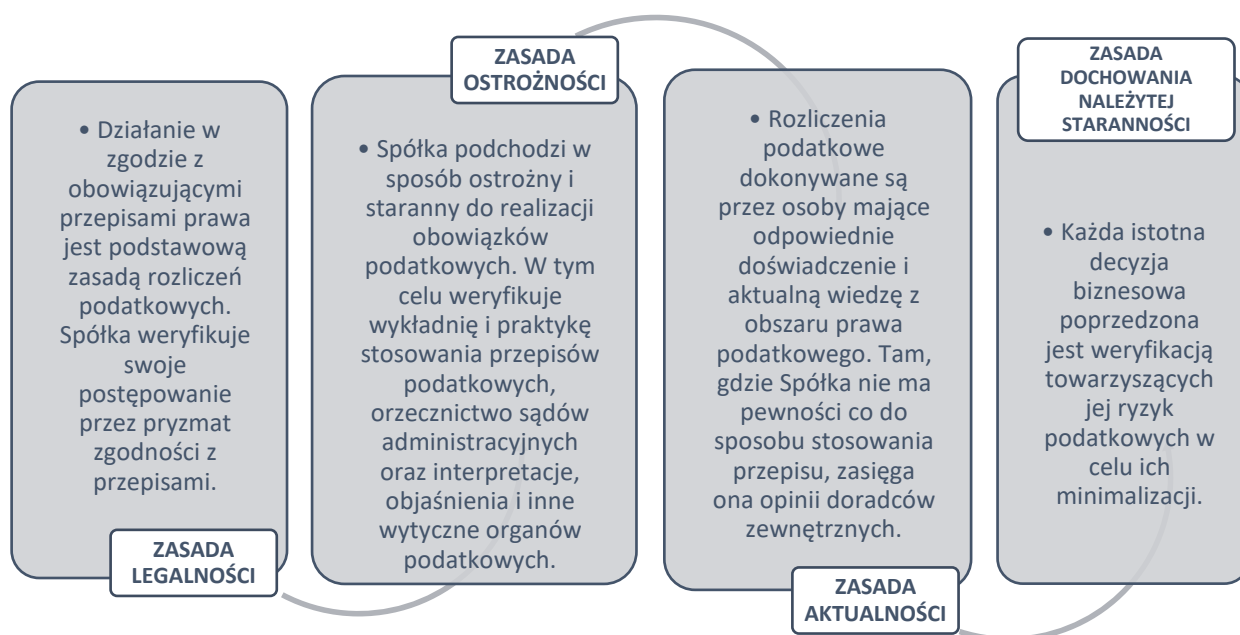 • Działanie w
zgodzie z
obowiązującymi
przepisami prawa
jest podstawową
zasadą rozliczeń
podatkowych.
Spółka weryfikuje
swoje
postępowanie
przez pryzmat
zgodności z
przepisami.
ZASADA
LEGALNOŚCI
ZASADA
OSTROŻNOŚCI
• Spółka podchodzi w
sposób ostrożny i
staranny do realizacji
obowiązków
podatkowych. W tym
celu weryfikuje
wykładnię i praktykę
stosowania przepisów
podatkowych,
orzecznictwo sądów
administracyjnych
oraz interpretacje,
objaśnienia i inne
wytyczne organów
podatkowych.
• Rozliczenia
podatkowe
dokonywane są
przez osoby mające
odpowiednie
doświadczenie i
aktualną wiedzę z
obszaru prawa
podatkowego. Tam,
gdzie Spółka nie ma
pewności co do
sposobu stosowania
przepisu, zasięga
ona opinii doradców
zewnętrznych.
ZASADA
AKTUALNOŚCI
ZASADA
DOCHOWANIA
NALEŻYTEJ
STARANNOŚCI
• Każda istotna
decyzja
biznesowa
poprzedzona
jest weryfikacją
towarzyszących
jej ryzyk
podatkowych w
celu ich
minimalizacji.